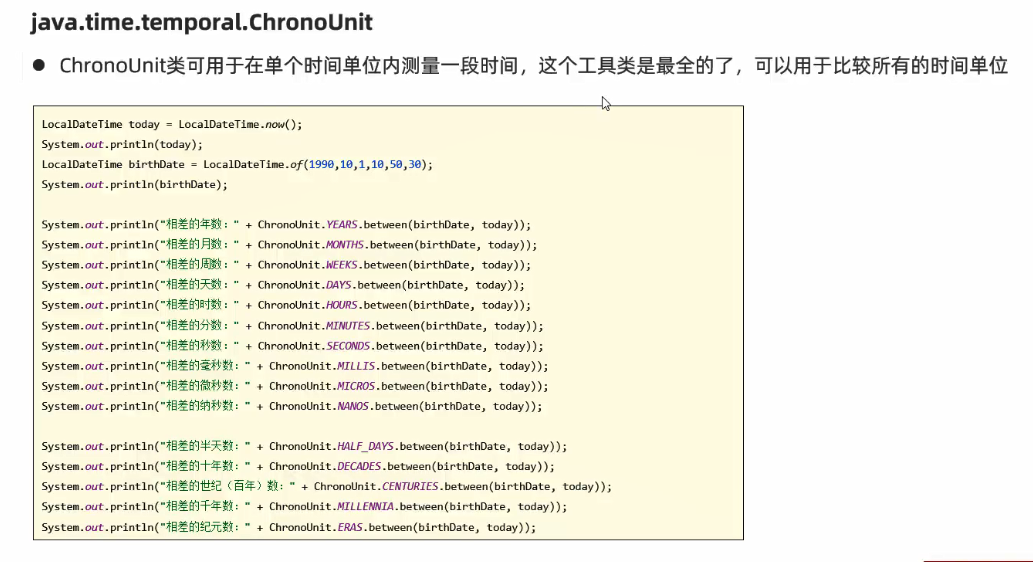 java.time.temporal.ChronoUnit
● ChronoUnit类可用于在单个时间单位内测量一段时间，这个工具类是最全的了，可以用于比较所有的时间单位
LocalDateTime today = LocalDateTime.now();
System.out.println(today);
LocalDateTime birthDate = LocalDateTime.of(1990,10,1,10,50,30);
System.out.println(birthDate);
System.out.println("相差的年数：" + ChronoUnit.YEARS.between(birthDate, today));
System.out.println("相差的月数：" + ChronoUnit.MONTHS.between(birthDate, today));
System.out.println("相差的周数：" + ChronoUnit.WEEKS.between(birthDate, today));
System.out.println("相差的天数：" + ChronoUnit.DAYS.between(birthDate, today));
System.out.println("相差的时数：" + ChronoUnit.HOURS.between(birthDate, today));
System.out.println("相差的分数：" + ChronoUnit.MINUTES.between(birthDate, today));
System.out.println("相差的秒数：" + ChronoUnit.SECONDS.between(birthDate, today));
System.out.println("相差的毫秒数：" + ChronoUnit.MILLIS.between(birthDate, today));
System.out.println("相差的微秒数：" + ChronoUnit.MICROS.between(birthDate, today));
System.out.println("相差的纳秒数：" + ChronoUnit.NANOS.between(birthDate, today));
System.out.println("相差的半天数：" + ChronoUnit.HALF_DAYS.between(birthDate, today));
System.out.println("相差的十年数：" + ChronoUnit.DECADES.between(birthDate, today));
System.out.println("相差的世纪（百年）数：" + ChronoUnit.CENTURIES.between(birthDate, today));
System.out.println("相差的千年数：" + ChronoUnit.MILLENNIA.between(birthDate, today));
System.out.println("相差的纪元数：" + ChronoUnit.ERAS.between(birthDate, today));